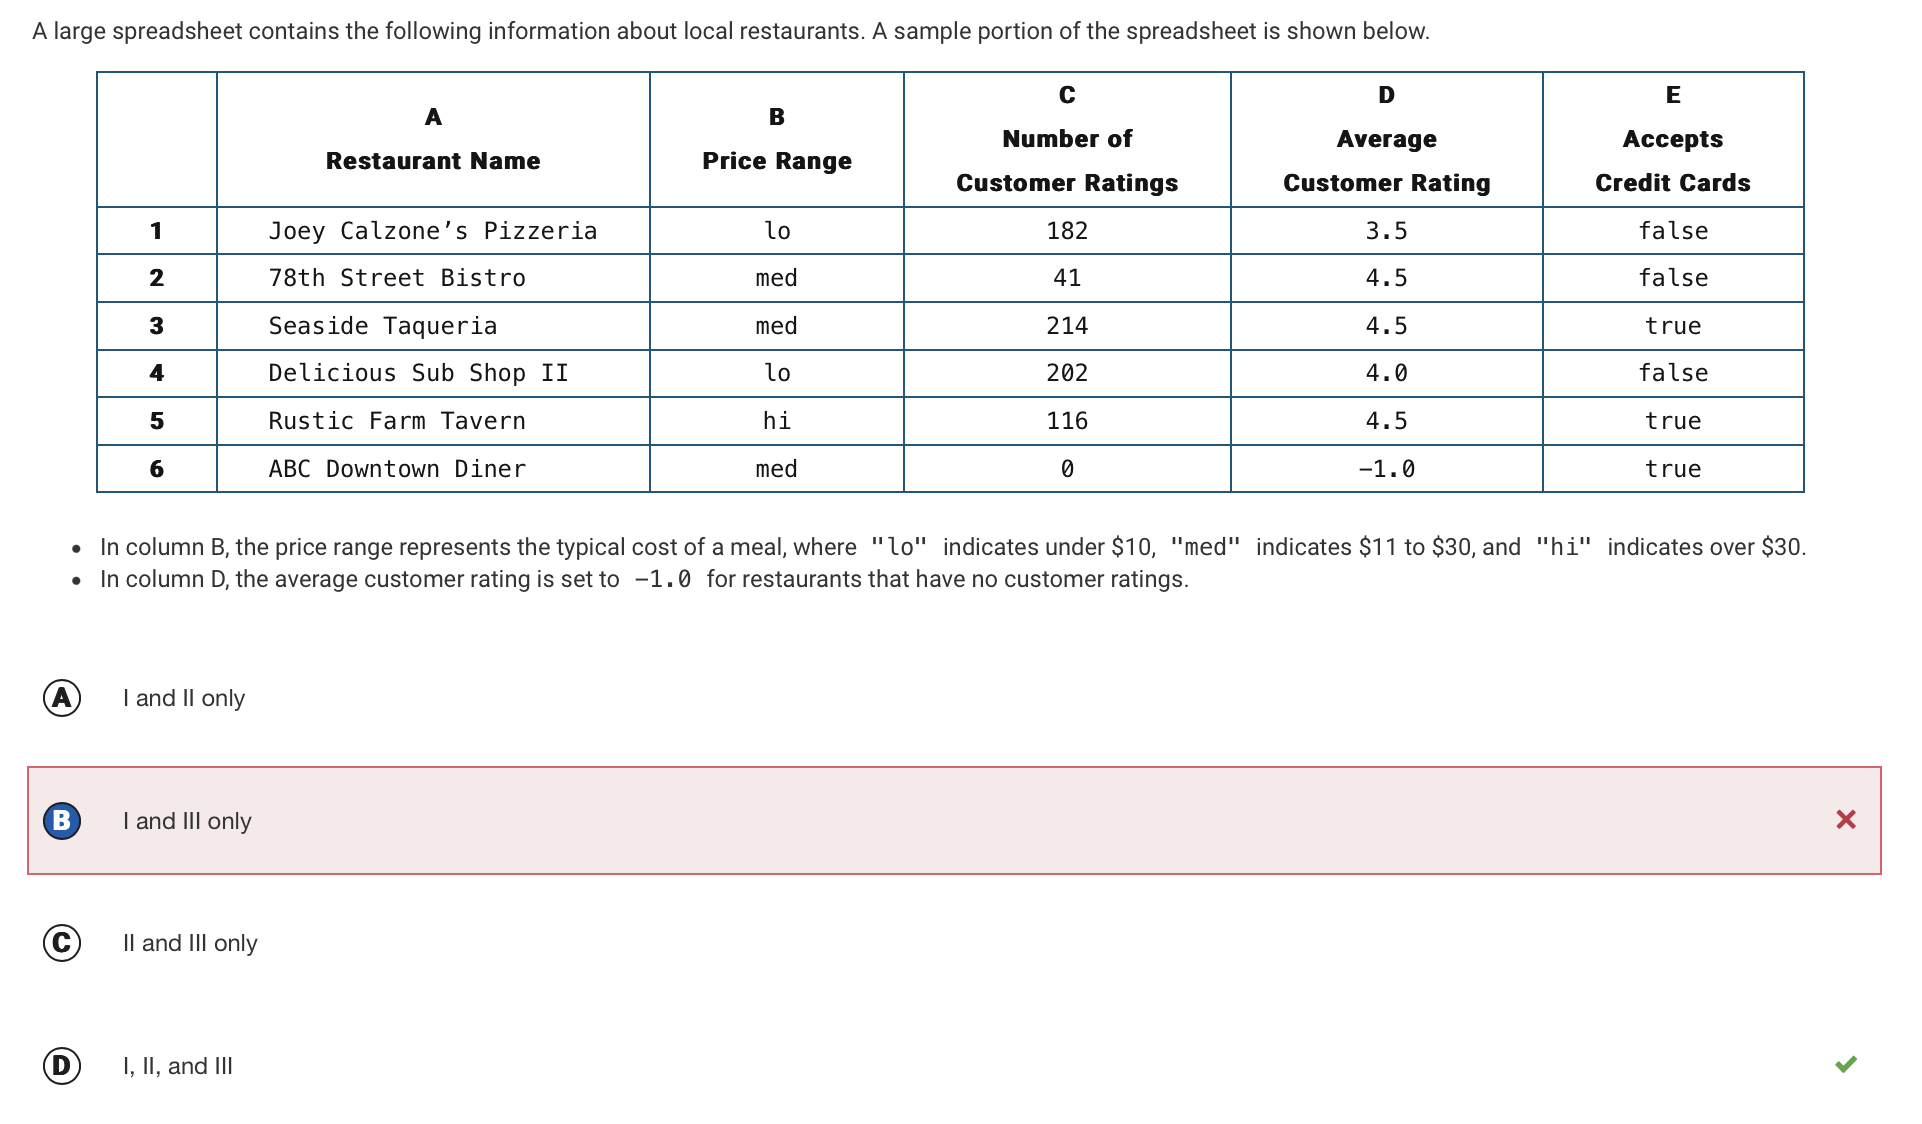 A large spreadsheet contains the following information about local restaurants. A sample portion of the spreadsheet is shown below.
A Restaurant Name B Price Range C Number of Customer Ratings D Average Customer Rating E Accepts Credit Cards
1 Joey Calzone’s Pizzeria lo 182 3.5 false
2 78th Street Bistro med 41 4.5 false
3 Seaside Taqueria med 214 4.5 true
4 Delicious Sub Shop II lo 202 4.0 false
5 Rustic Farm Tavern hi 116 4.5 true
6 ABC Downtown Diner med 0 −1.0 true
• In column B, the price range represents the typical cost of a meal, where "lo" indicates under $10, "med" indicates $11 to $30, and "hi" indicates over $30.
• In column D, the average customer rating is set to −1.0 for restaurants that have no customer ratings.
A I and II only
B I and III only
C II and III only
D I, II, and III